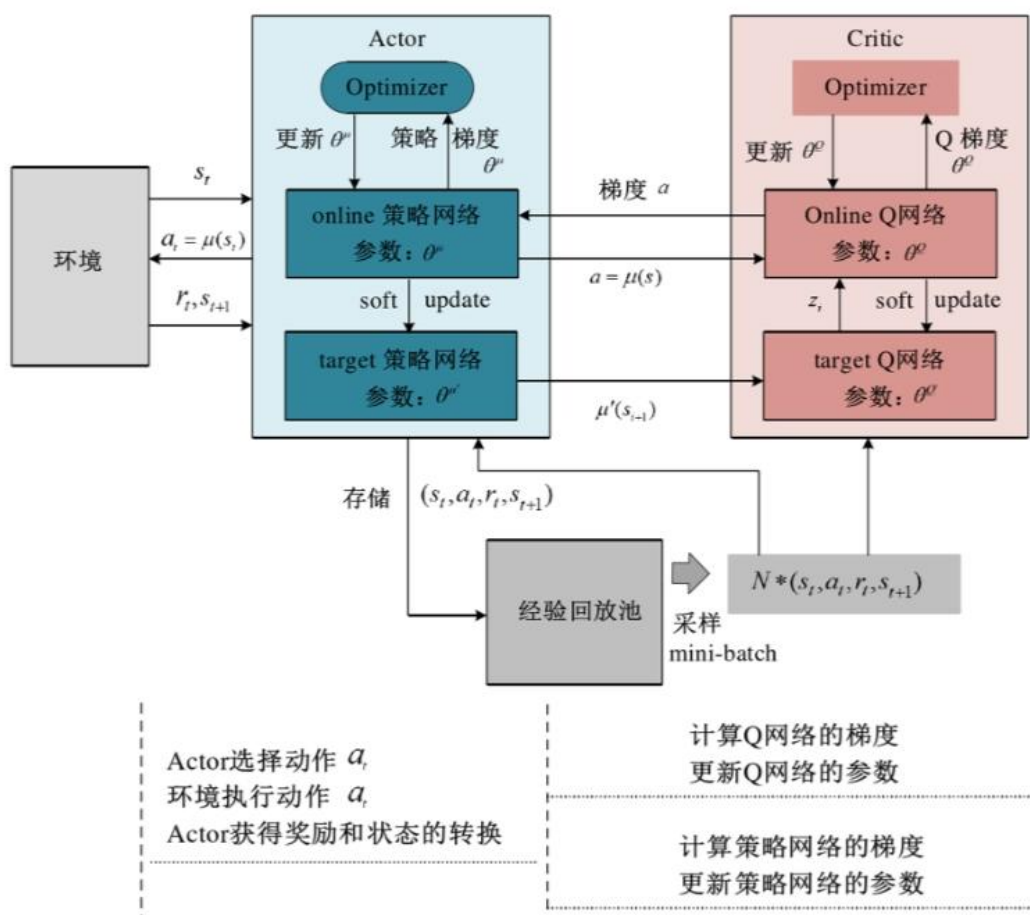 Actor
Optimizer
更新 θ^μ
策略 梯度
θ^μ
online 策略网络
参数：θ^μ
soft update
target 策略网络
参数：θ^μ'
Critic
Optimizer
更新 θ^Q
Q 梯度
θ^Q
Online Q网络
参数：θ^Q
z_t
soft update
target Q网络
参数：θ^Q'
环境
s_t
a_t = μ(s_t)
r_t, s_{t+1}
梯度 a
a = μ(s)
μ'(s_{t+1})
存储
(s_t, a_t, r_t, s_{t+1})
经验回放池
采样
mini-batch
N*(s_t, a_t, r_t, s_{t+1})
Actor选择动作 a_t
环境执行动作 a_t
Actor获得奖励和状态的转换
计算Q网络的梯度
更新Q网络的参数
计算策略网络的梯度
更新策略网络的参数